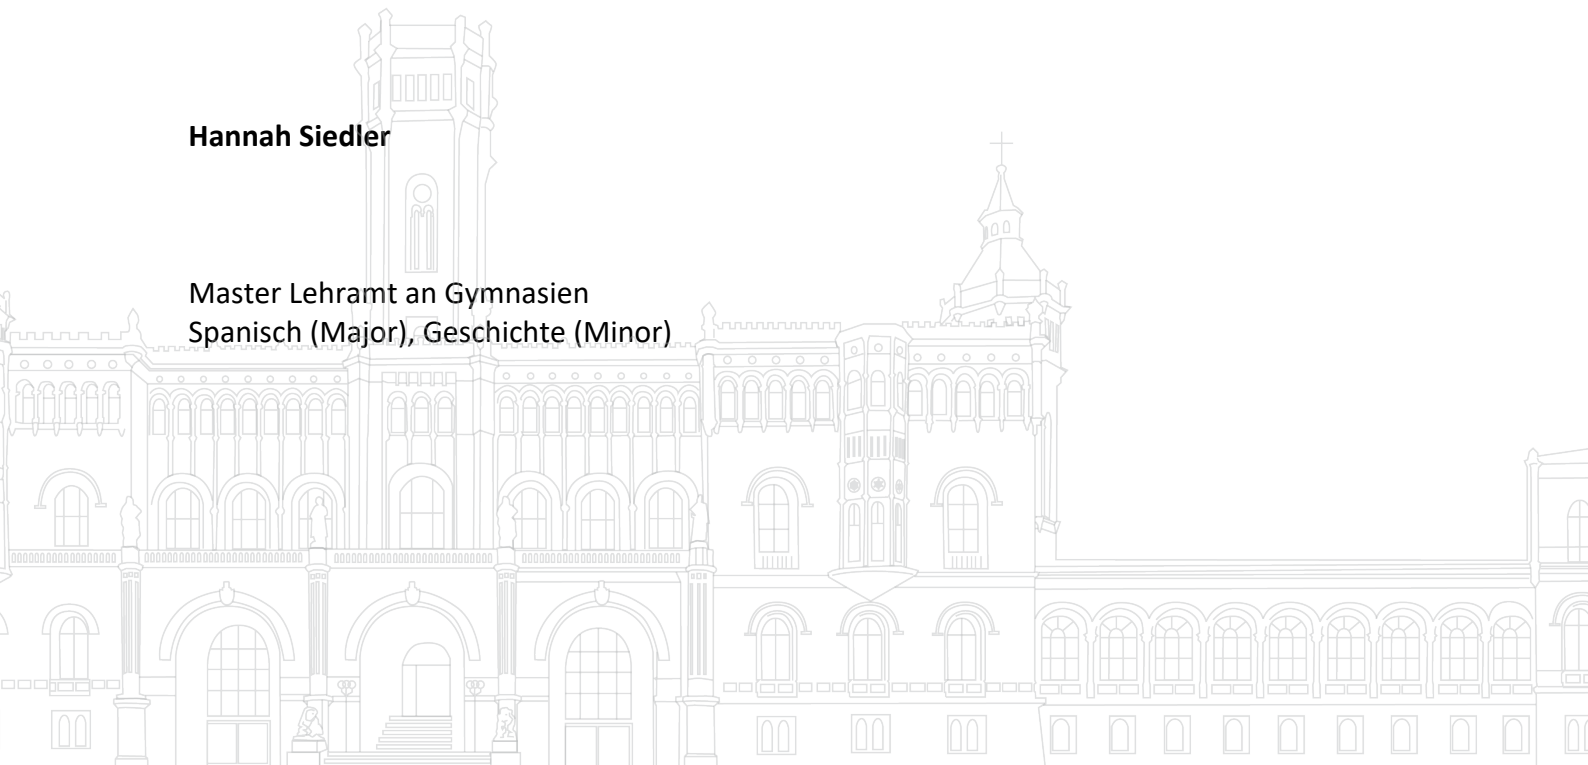 Hannah Siedler
Master Lehramt an Gymnasien
Spanisch (Major), Geschichte (Minor)